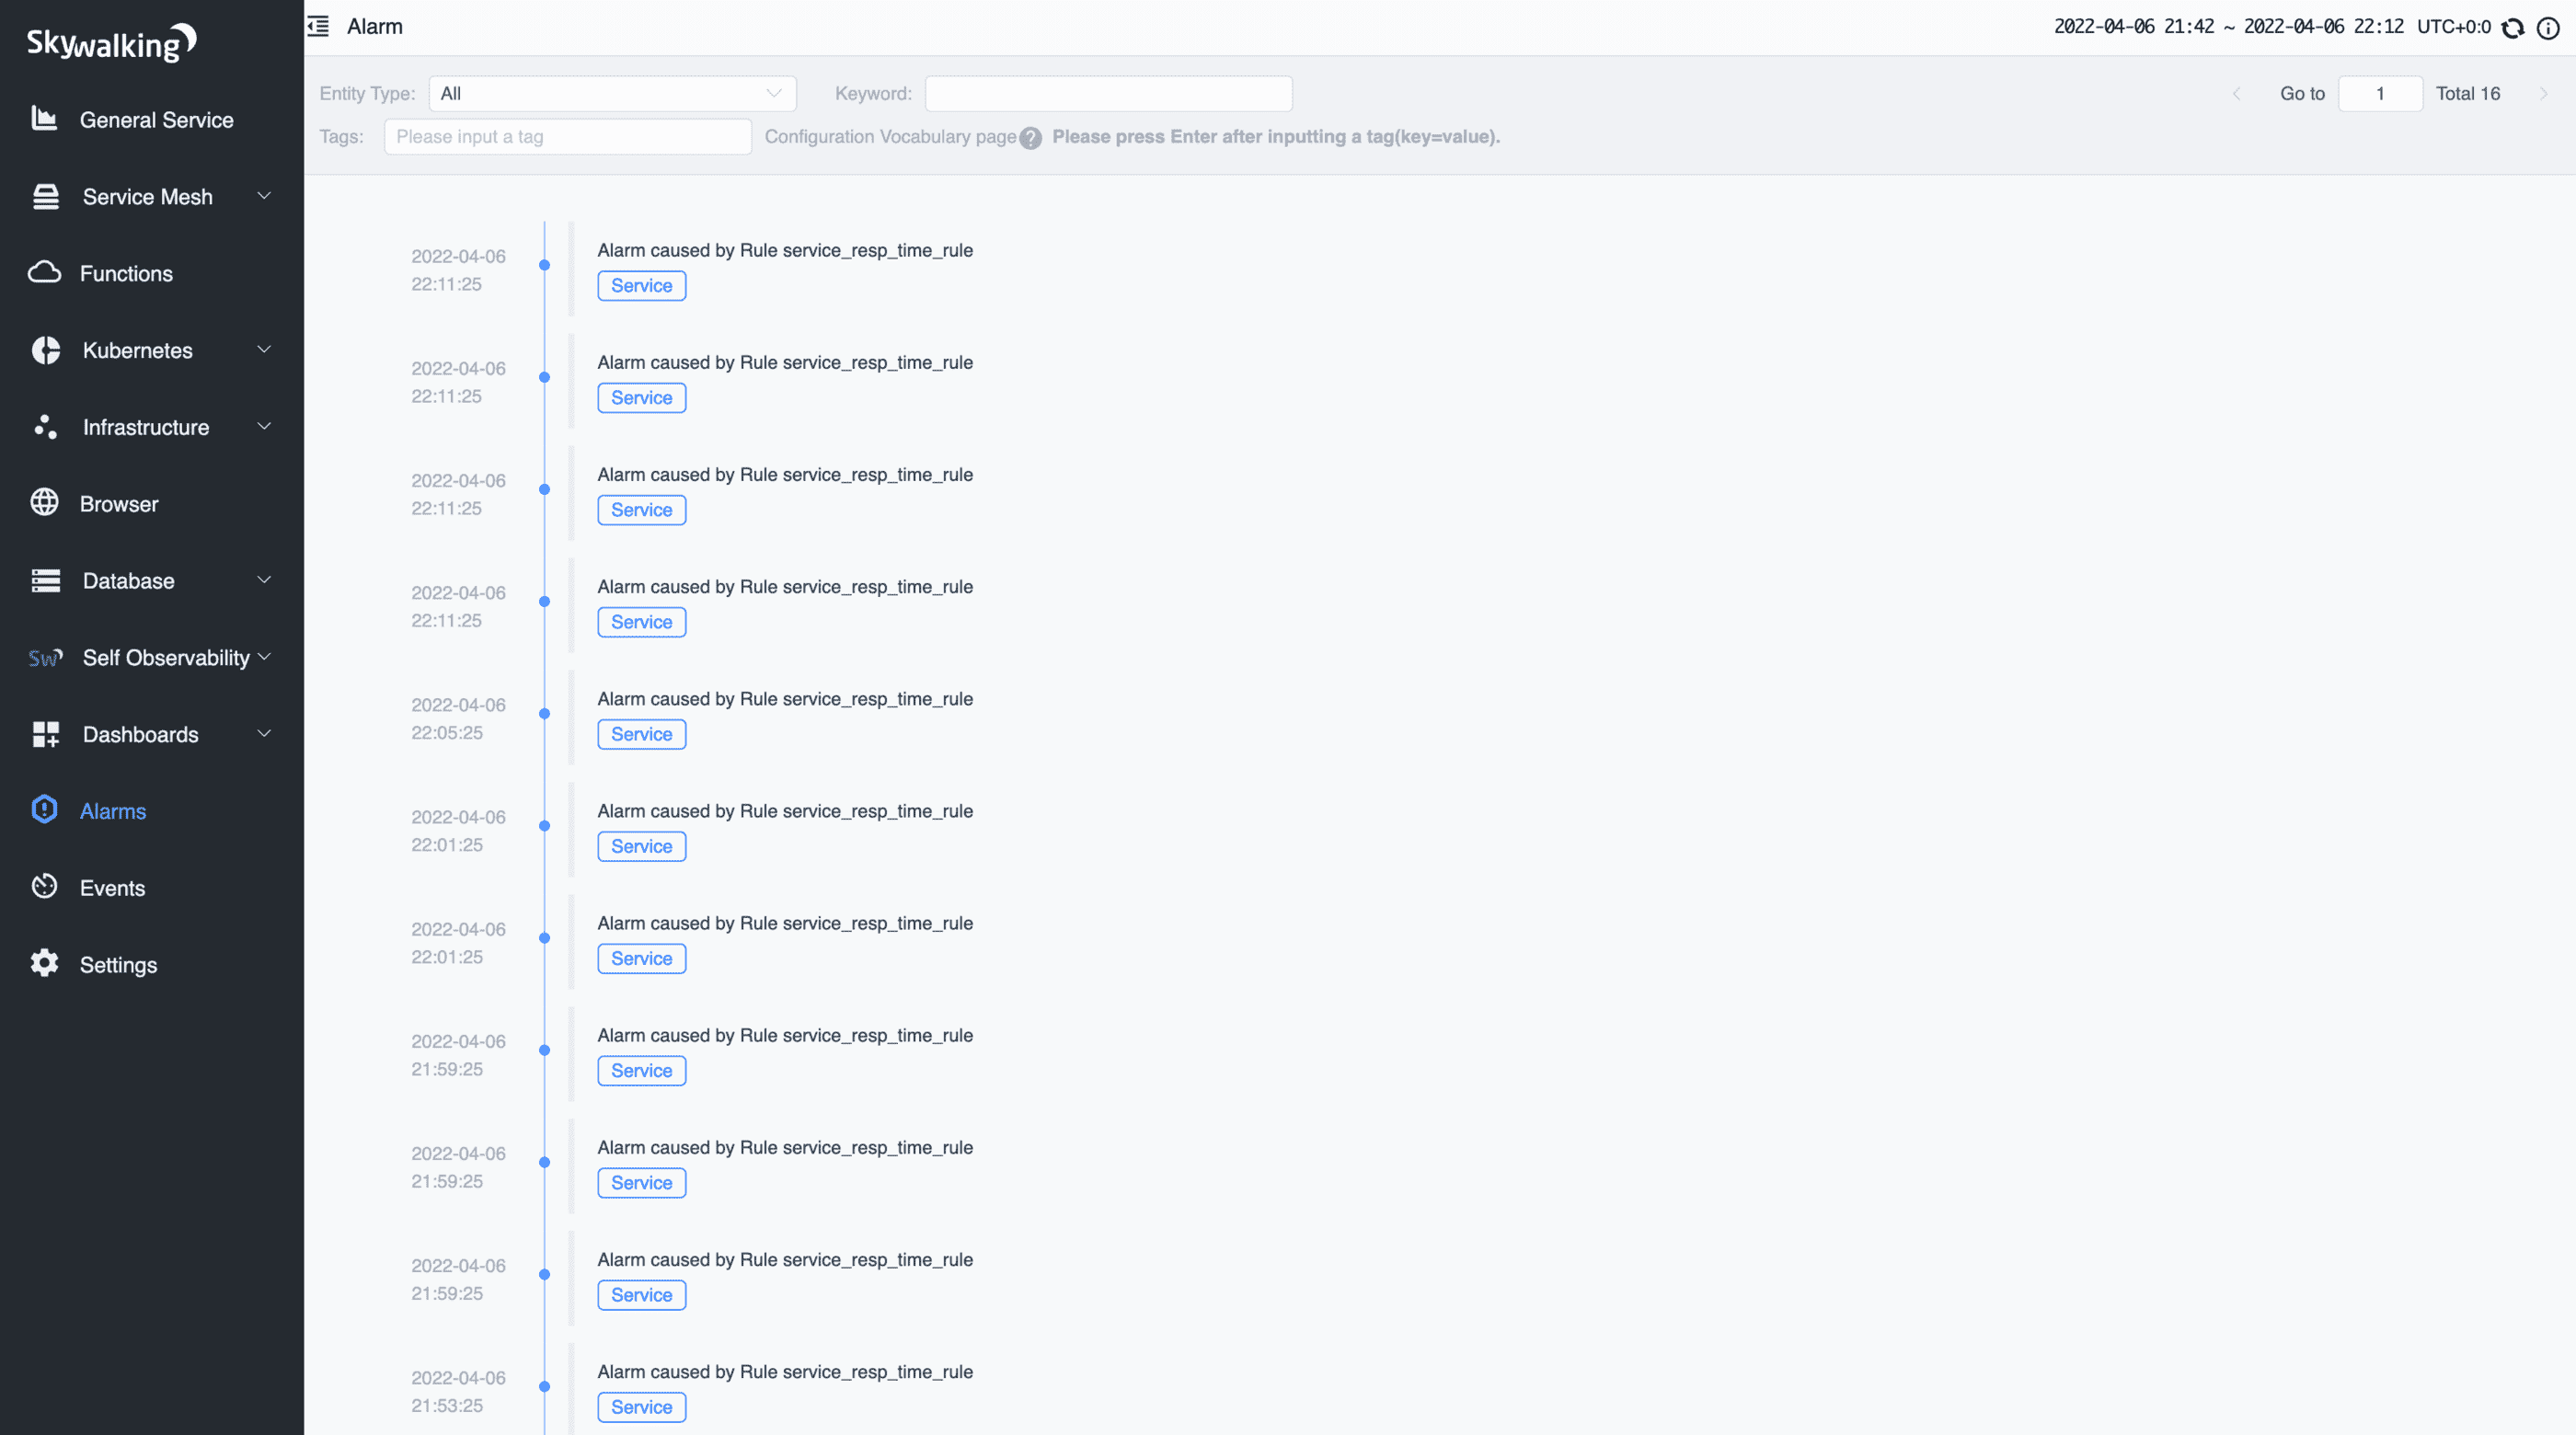 Skywalking
Alarm
2022-04-06 21:42 ~ 2022-04-06 22:12 UTC+0:0
General Service
Service Mesh
Functions
Kubernetes
Infrastructure
Browser
Database
SW Self Observability
Dashboards
Alarms
Events
Settings
Entity Type: All Keyword: Go to 1 Total 16
Tags: Please input a tag Configuration Vocabulary page ? Please press Enter after inputting a tag(key=value).
2022-04-06
22:11:25
Alarm caused by Rule service_resp_time_rule
Service
2022-04-06
22:11:25
Alarm caused by Rule service_resp_time_rule
Service
2022-04-06
22:11:25
Alarm caused by Rule service_resp_time_rule
Service
2022-04-06
22:11:25
Alarm caused by Rule service_resp_time_rule
Service
2022-04-06
22:05:25
Alarm caused by Rule service_resp_time_rule
Service
2022-04-06
22:01:25
Alarm caused by Rule service_resp_time_rule
Service
2022-04-06
22:01:25
Alarm caused by Rule service_resp_time_rule
Service
2022-04-06
21:59:25
Alarm caused by Rule service_resp_time_rule
Service
2022-04-06
21:59:25
Alarm caused by Rule service_resp_time_rule
Service
2022-04-06
21:59:25
Alarm caused by Rule service_resp_time_rule
Service
2022-04-06
21:53:25
Alarm caused by Rule service_resp_time_rule
Service